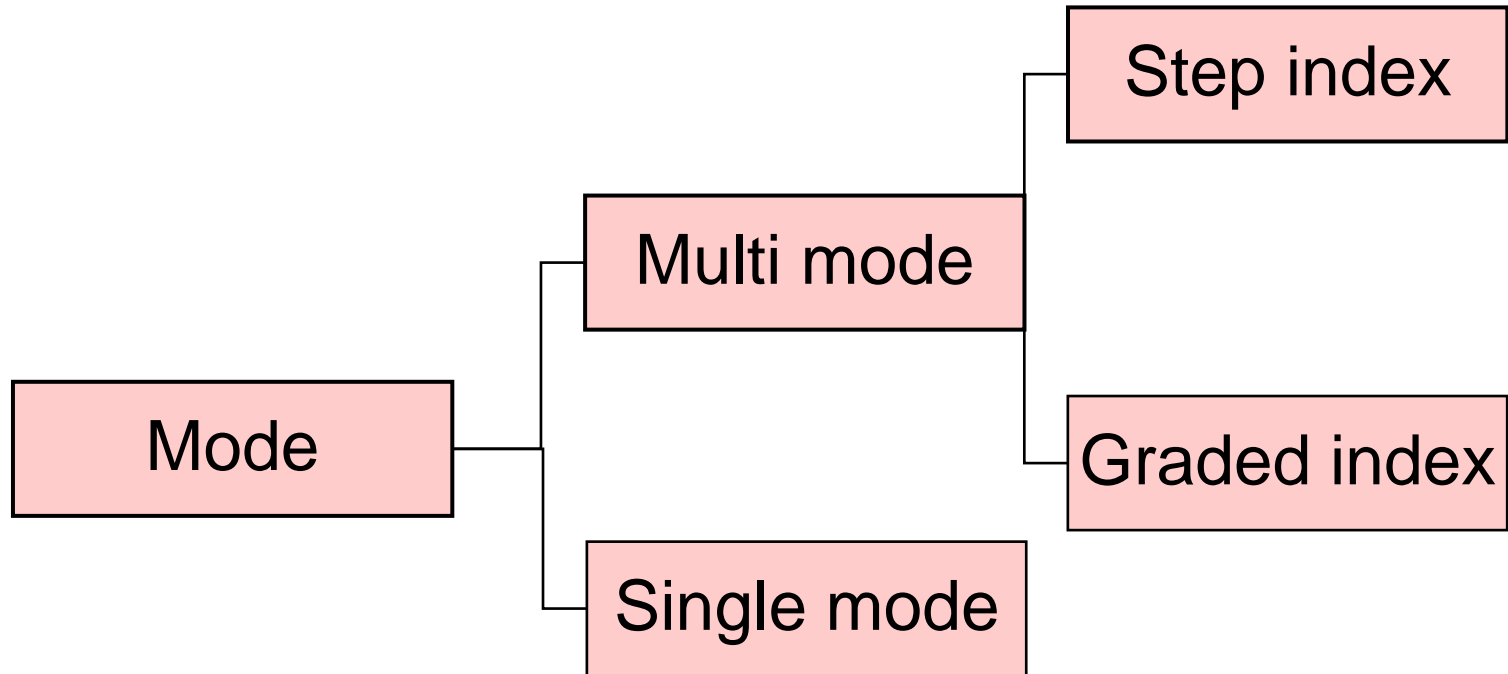 Step index
Multi mode
Mode
Graded index
Single mode